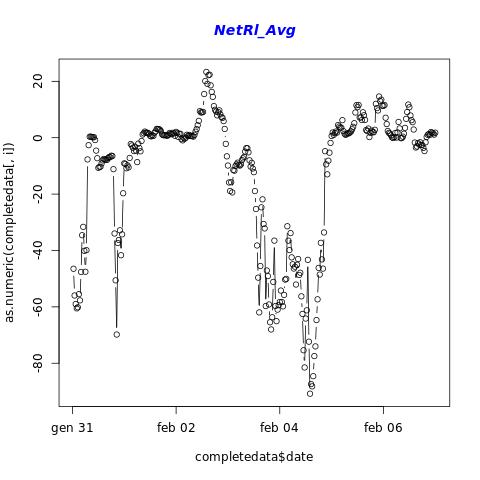 NetRl_Avg
as.numeric(completedata[, i])
20
0
-20
-40
-60
-80
gen 31
feb 02
feb 04
feb 06
completedata$date